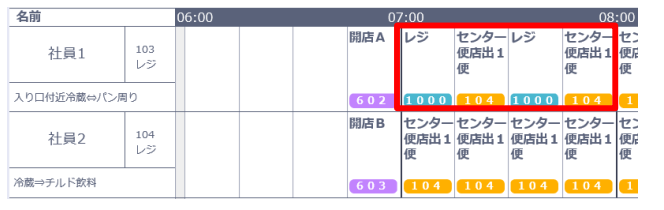 名前 06:00 07:00 08:00
開店A レジ センター便店出1便 レジ センター便店出1便 セン便店便
社員1 103 レジ
入り口付近冷蔵⇔パン周り
602 1000 104 1000 104 1
開店B センター便店出1便 センター便店出1便 センター便店出1便 センター便店出1便 セン便店便
社員2 104 レジ
冷蔵⇒チルド飲料
603 104 104 104 104 1